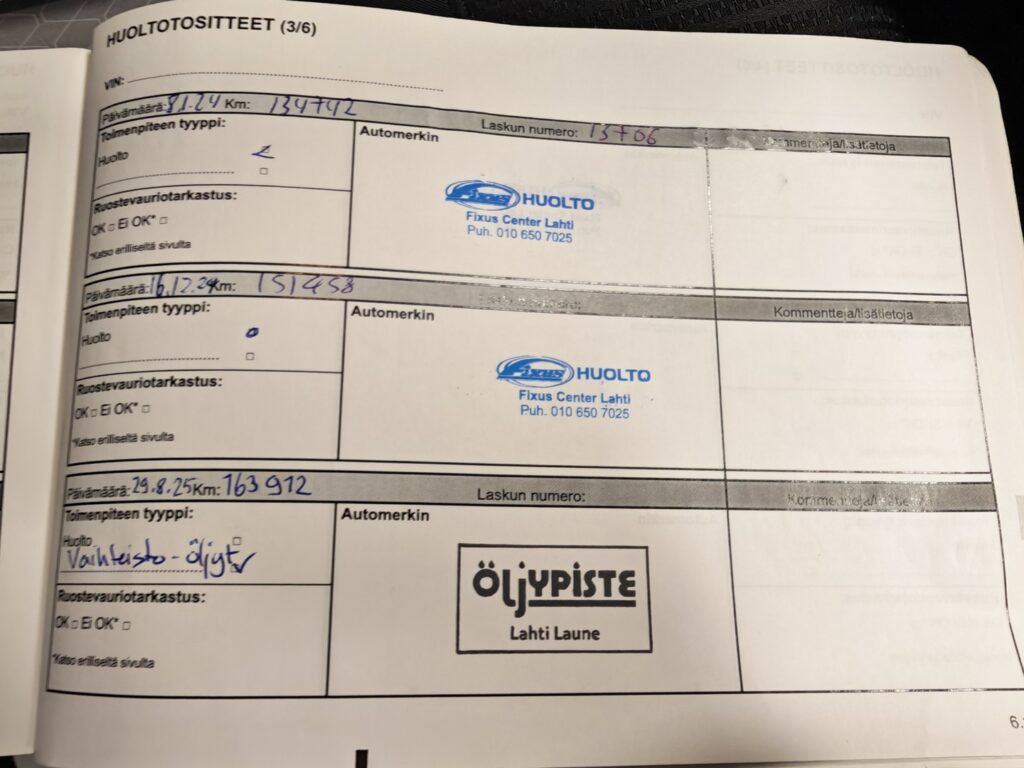 HUOLTOTOSITTEET (3/6)
VIN:
Päivämäärä: 8.1.24 Km: 134742 Laskun numero: 13706 Kommentteja/lisätietoja
Toimenpiteen tyyppi: Automerkin
Huolto
Ruostevauriotarkastus:
OK □ Ei OK* □
*Katso erilliseltä sivulta
Fixus HUOLTO
Fixus Center Lahti
Puh. 010 650 7025
Päivämäärä: 16.12.24 Km: 151458 Kommentteja/lisätietoja
Toimenpiteen tyyppi: Automerkin
Huolto
Ruostevauriotarkastus:
OK □ Ei OK* □
*Katso erilliseltä sivulta
Fixus HUOLTO
Fixus Center Lahti
Puh. 010 650 7025
Päivämäärä: 29.8.25 Km: 163912 Laskun numero: Kommentteja/lisätietoja
Toimenpiteen tyyppi: Automerkin
Huolto
Vaihteisto-öljyt
Ruostevauriotarkastus:
OK □ Ei OK* □
*Katso erilliseltä sivulta
ÖLJYPISTE
Lahti Laune